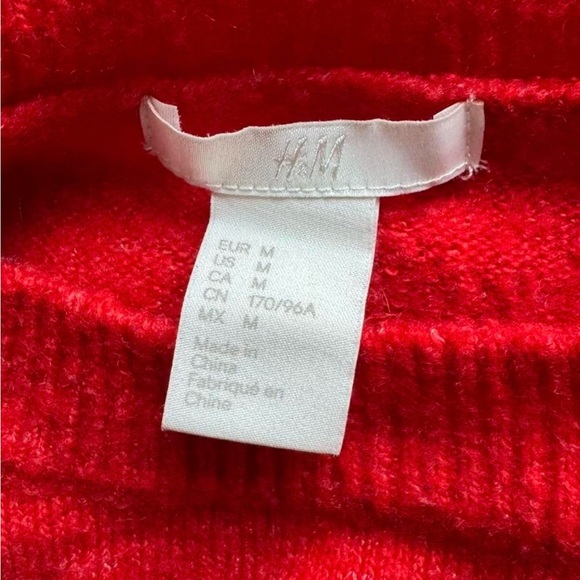 H&M
EUR M
US M
CA M
CN 170/96A
MX M
Made in
China
Fabriqué en
Chine